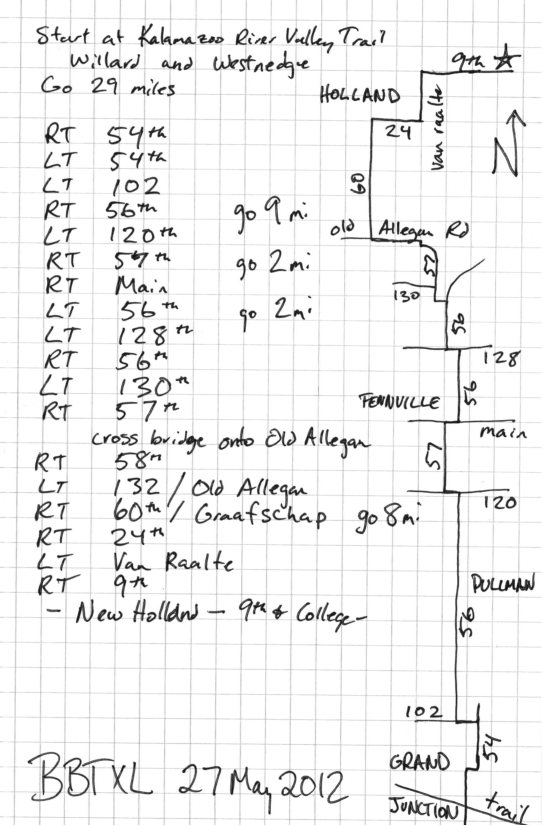 Start at Kalamazoo River Valley Trail
Willard and Westnedge
Go 29 miles
RT 54th
LT 54th
LT 102
RT 56th go 9 mi
LT 120th
RT 57th go 2 mi
RT Main
LT 56th go 2 mi
LT 128th
RT 56th
LT 130th
RT 57th
cross bridge onto Old Allegan
RT 58th
LT 132 / Old Allegan
RT 60th / Graafschap go 8 mi
RT 24th
LT Van Raalte
RT 9th
- New Holland - 9th & College -
BBTXL 27 May 2012
9th
HOLLAND
van raalte
24
N
60
old Allegan Rd
57
130
56
128
56
FENNVILLE
main
57
120
PULLMAN
56
102
54
GRAND
JUNCTION
trail